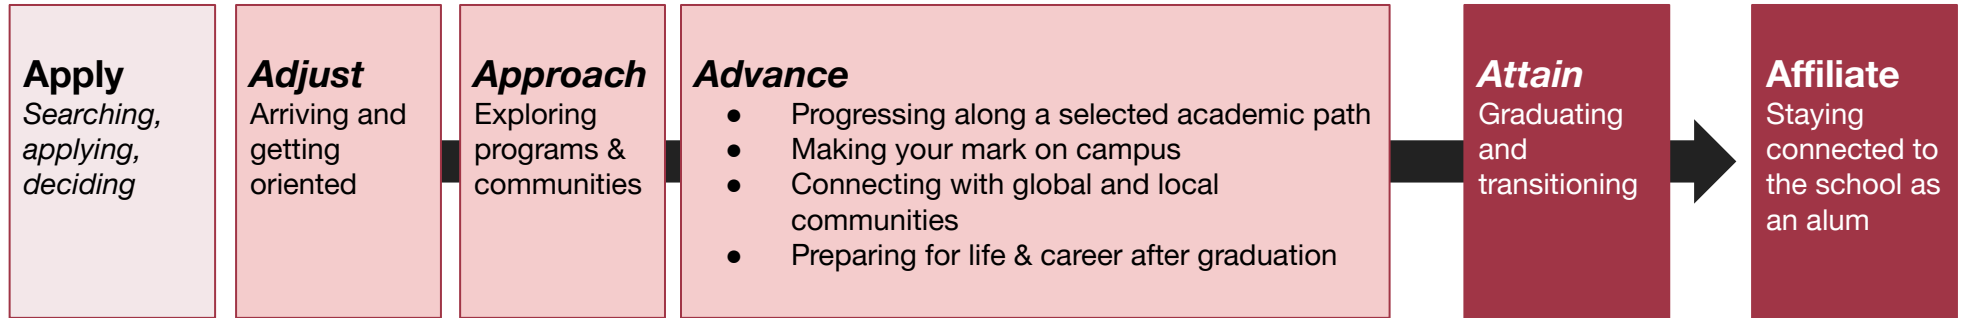 Apply
Searching,
applying,
deciding
Adjust
Arriving and
getting
oriented
Approach
Exploring
programs &
communities
Advance
● Progressing along a selected academic path
● Making your mark on campus
● Connecting with global and local
communities
● Preparing for life & career after graduation
Attain
Graduating
and
transitioning
Affiliate
Staying
connected to
the school as
an alum